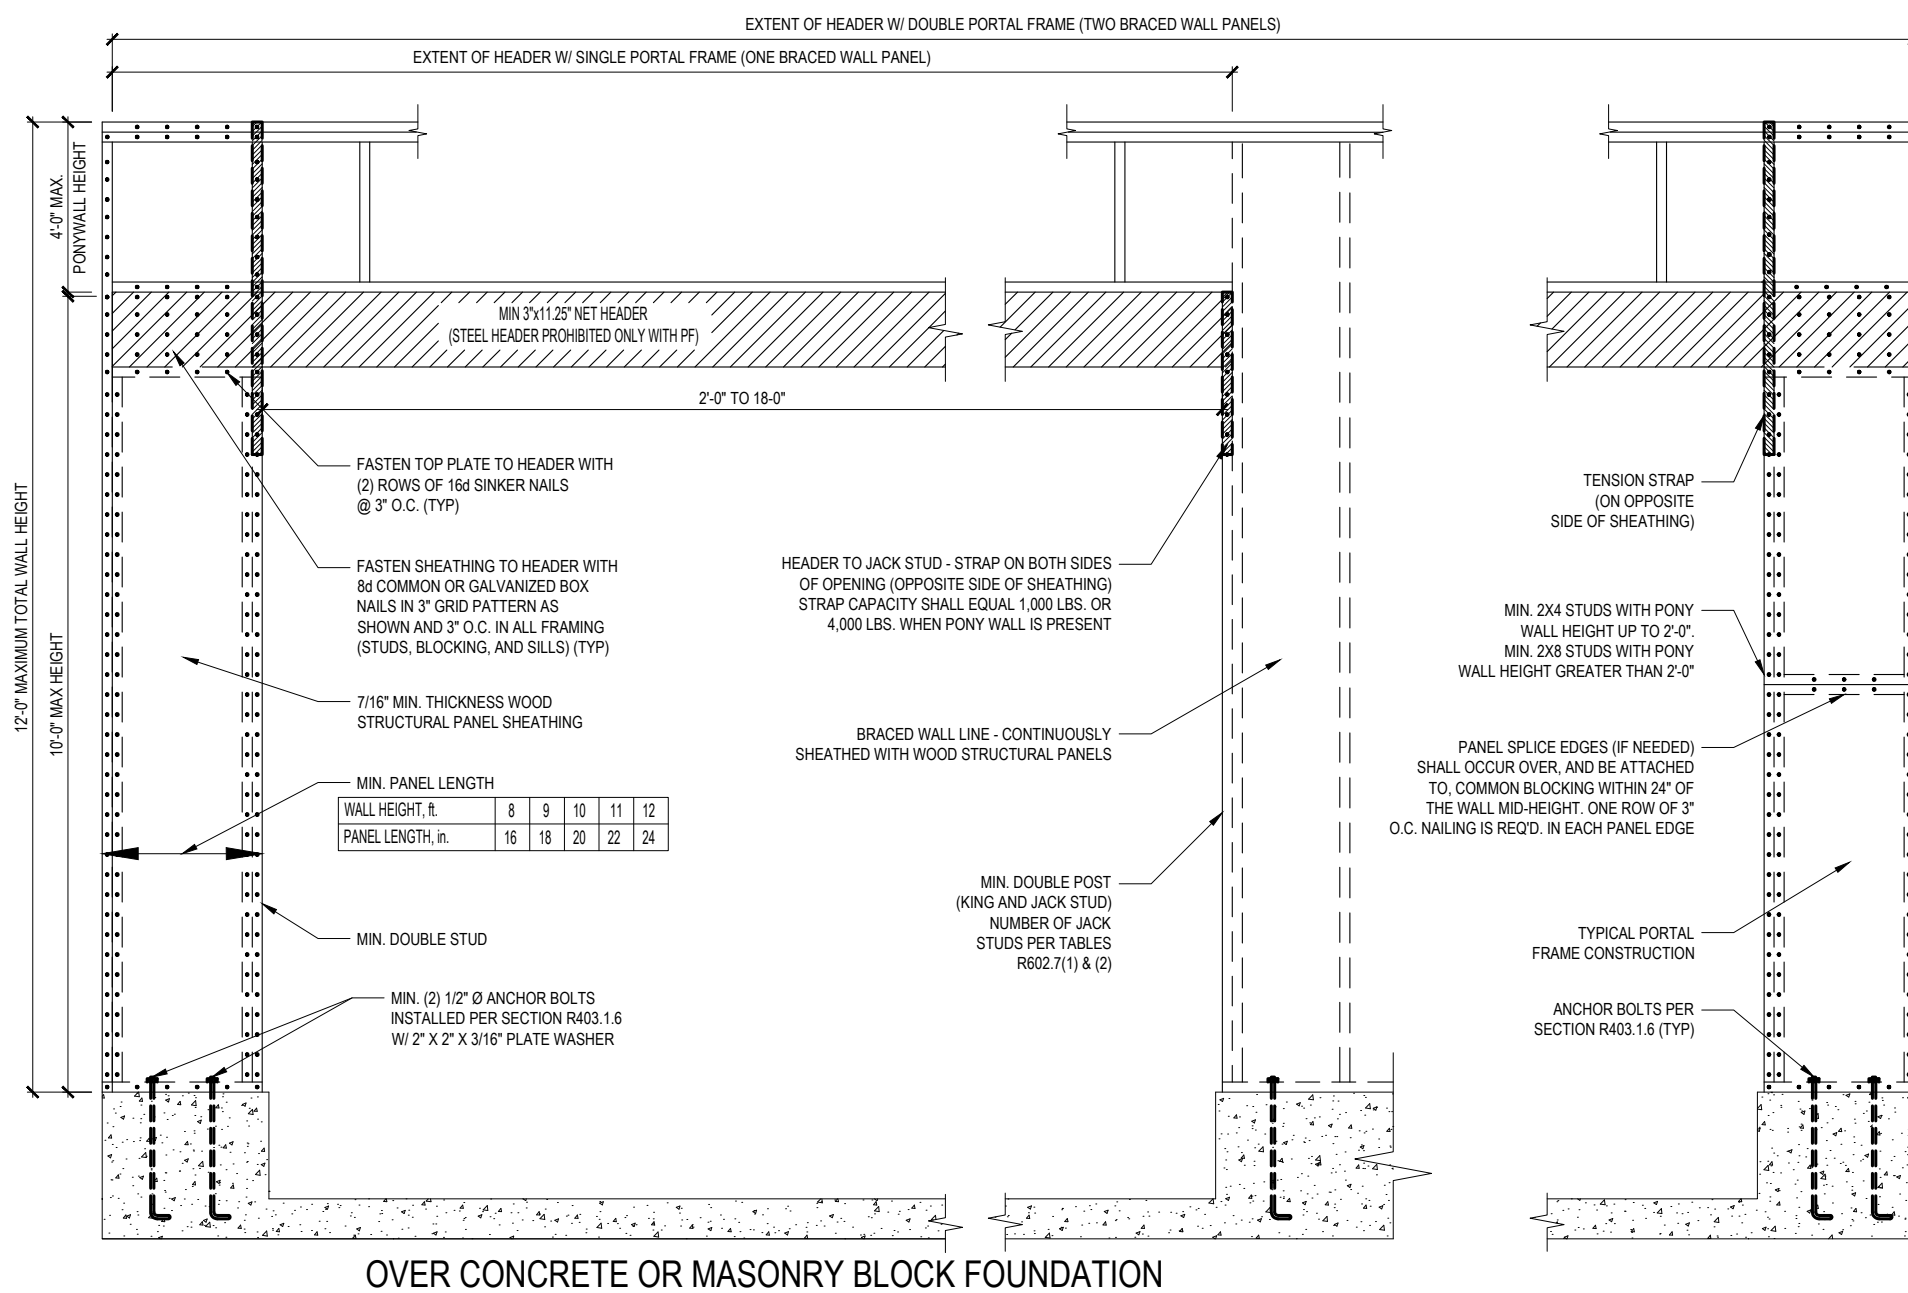 EXTENT OF HEADER W/ DOUBLE PORTAL FRAME (TWO BRACED WALL PANELS)
EXTENT OF HEADER W/ SINGLE PORTAL FRAME (ONE BRACED WALL PANEL)
4'-0" MAX.
PONYWALL HEIGHT
12'-0" MAXIMUM TOTAL WALL HEIGHT
10'-0" MAX HEIGHT
MIN 3"x11.25" NET HEADER
(STEEL HEADER PROHIBITED ONLY WITH PF)
2'-0" TO 18-0"
FASTEN TOP PLATE TO HEADER WITH
(2) ROWS OF 16d SINKER NAILS
@ 3" O.C. (TYP)
FASTEN SHEATHING TO HEADER WITH
8d COMMON OR GALVANIZED BOX
NAILS IN 3" GRID PATTERN AS
SHOWN AND 3" O.C. IN ALL FRAMING
(STUDS, BLOCKING, AND SILLS) (TYP)
7/16" MIN. THICKNESS WOOD
STRUCTURAL PANEL SHEATHING
MIN. PANEL LENGTH
WALL HEIGHT, ft. 8 9 10 11 12
PANEL LENGTH, in. 16 18 20 22 24
MIN. DOUBLE STUD
MIN. (2) 1/2" Ø ANCHOR BOLTS
INSTALLED PER SECTION R403.1.6
W/ 2" X 2" X 3/16" PLATE WASHER
HEADER TO JACK STUD - STRAP ON BOTH SIDES
OF OPENING (OPPOSITE SIDE OF SHEATHING)
STRAP CAPACITY SHALL EQUAL 1,000 LBS. OR
4,000 LBS. WHEN PONY WALL IS PRESENT
BRACED WALL LINE - CONTINUOUSLY
SHEATHED WITH WOOD STRUCTURAL PANELS
MIN. DOUBLE POST
(KING AND JACK STUD)
NUMBER OF JACK
STUDS PER TABLES
R602.7(1) & (2)
TENSION STRAP
(ON OPPOSITE
SIDE OF SHEATHING)
MIN. 2X4 STUDS WITH PONY
WALL HEIGHT UP TO 2'-0".
MIN. 2X8 STUDS WITH PONY
WALL HEIGHT GREATER THAN 2'-0"
PANEL SPLICE EDGES (IF NEEDED)
SHALL OCCUR OVER, AND BE ATTACHED
TO, COMMON BLOCKING WITHIN 24" OF
THE WALL MID-HEIGHT. ONE ROW OF 3"
O.C. NAILING IS REQ'D. IN EACH PANEL EDGE
TYPICAL PORTAL
FRAME CONSTRUCTION
ANCHOR BOLTS PER
SECTION R403.1.6 (TYP)
OVER CONCRETE OR MASONRY BLOCK FOUNDATION